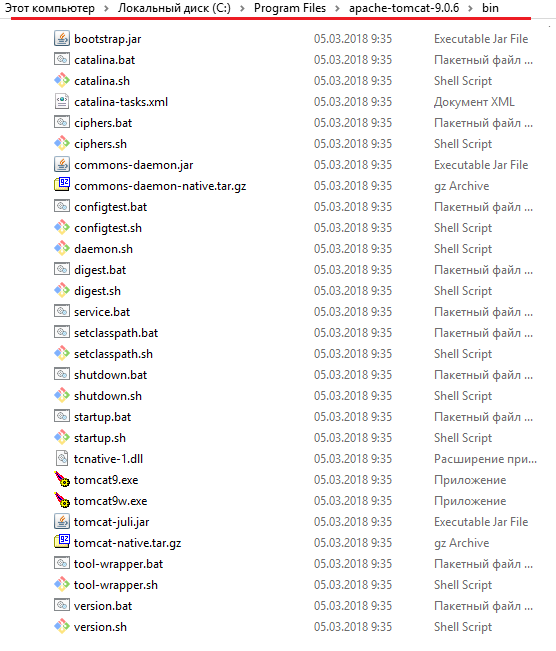 Этот компьютер > Локальный диск (C:) > Program Files > apache-tomcat-9.0.6 > bin
bootstrap.jar 05.03.2018 9:35 Executable Jar File
catalina.bat 05.03.2018 9:35 Пакетный файл ...
catalina.sh 05.03.2018 9:35 Shell Script
catalina-tasks.xml 05.03.2018 9:35 Документ XML
ciphers.bat 05.03.2018 9:35 Пакетный файл ...
ciphers.sh 05.03.2018 9:35 Shell Script
commons-daemon.jar 05.03.2018 9:35 Executable Jar File
commons-daemon-native.tar.gz 05.03.2018 9:35 gz Archive
configtest.bat 05.03.2018 9:35 Пакетный файл ...
configtest.sh 05.03.2018 9:35 Shell Script
daemon.sh 05.03.2018 9:35 Shell Script
digest.bat 05.03.2018 9:35 Пакетный файл ...
digest.sh 05.03.2018 9:35 Shell Script
service.bat 05.03.2018 9:35 Пакетный файл ...
setclasspath.bat 05.03.2018 9:35 Пакетный файл ...
setclasspath.sh 05.03.2018 9:35 Shell Script
shutdown.bat 05.03.2018 9:35 Пакетный файл ...
shutdown.sh 05.03.2018 9:35 Shell Script
startup.bat 05.03.2018 9:35 Пакетный файл ...
startup.sh 05.03.2018 9:35 Shell Script
tcnative-1.dll 05.03.2018 9:35 Расширение при...
tomcat9.exe 05.03.2018 9:35 Приложение
tomcat9w.exe 05.03.2018 9:35 Приложение
tomcat-juli.jar 05.03.2018 9:35 Executable Jar File
tomcat-native.tar.gz 05.03.2018 9:35 gz Archive
tool-wrapper.bat 05.03.2018 9:35 Пакетный файл ...
tool-wrapper.sh 05.03.2018 9:35 Shell Script
version.bat 05.03.2018 9:35 Пакетный файл ...
version.sh 05.03.2018 9:35 Shell Script